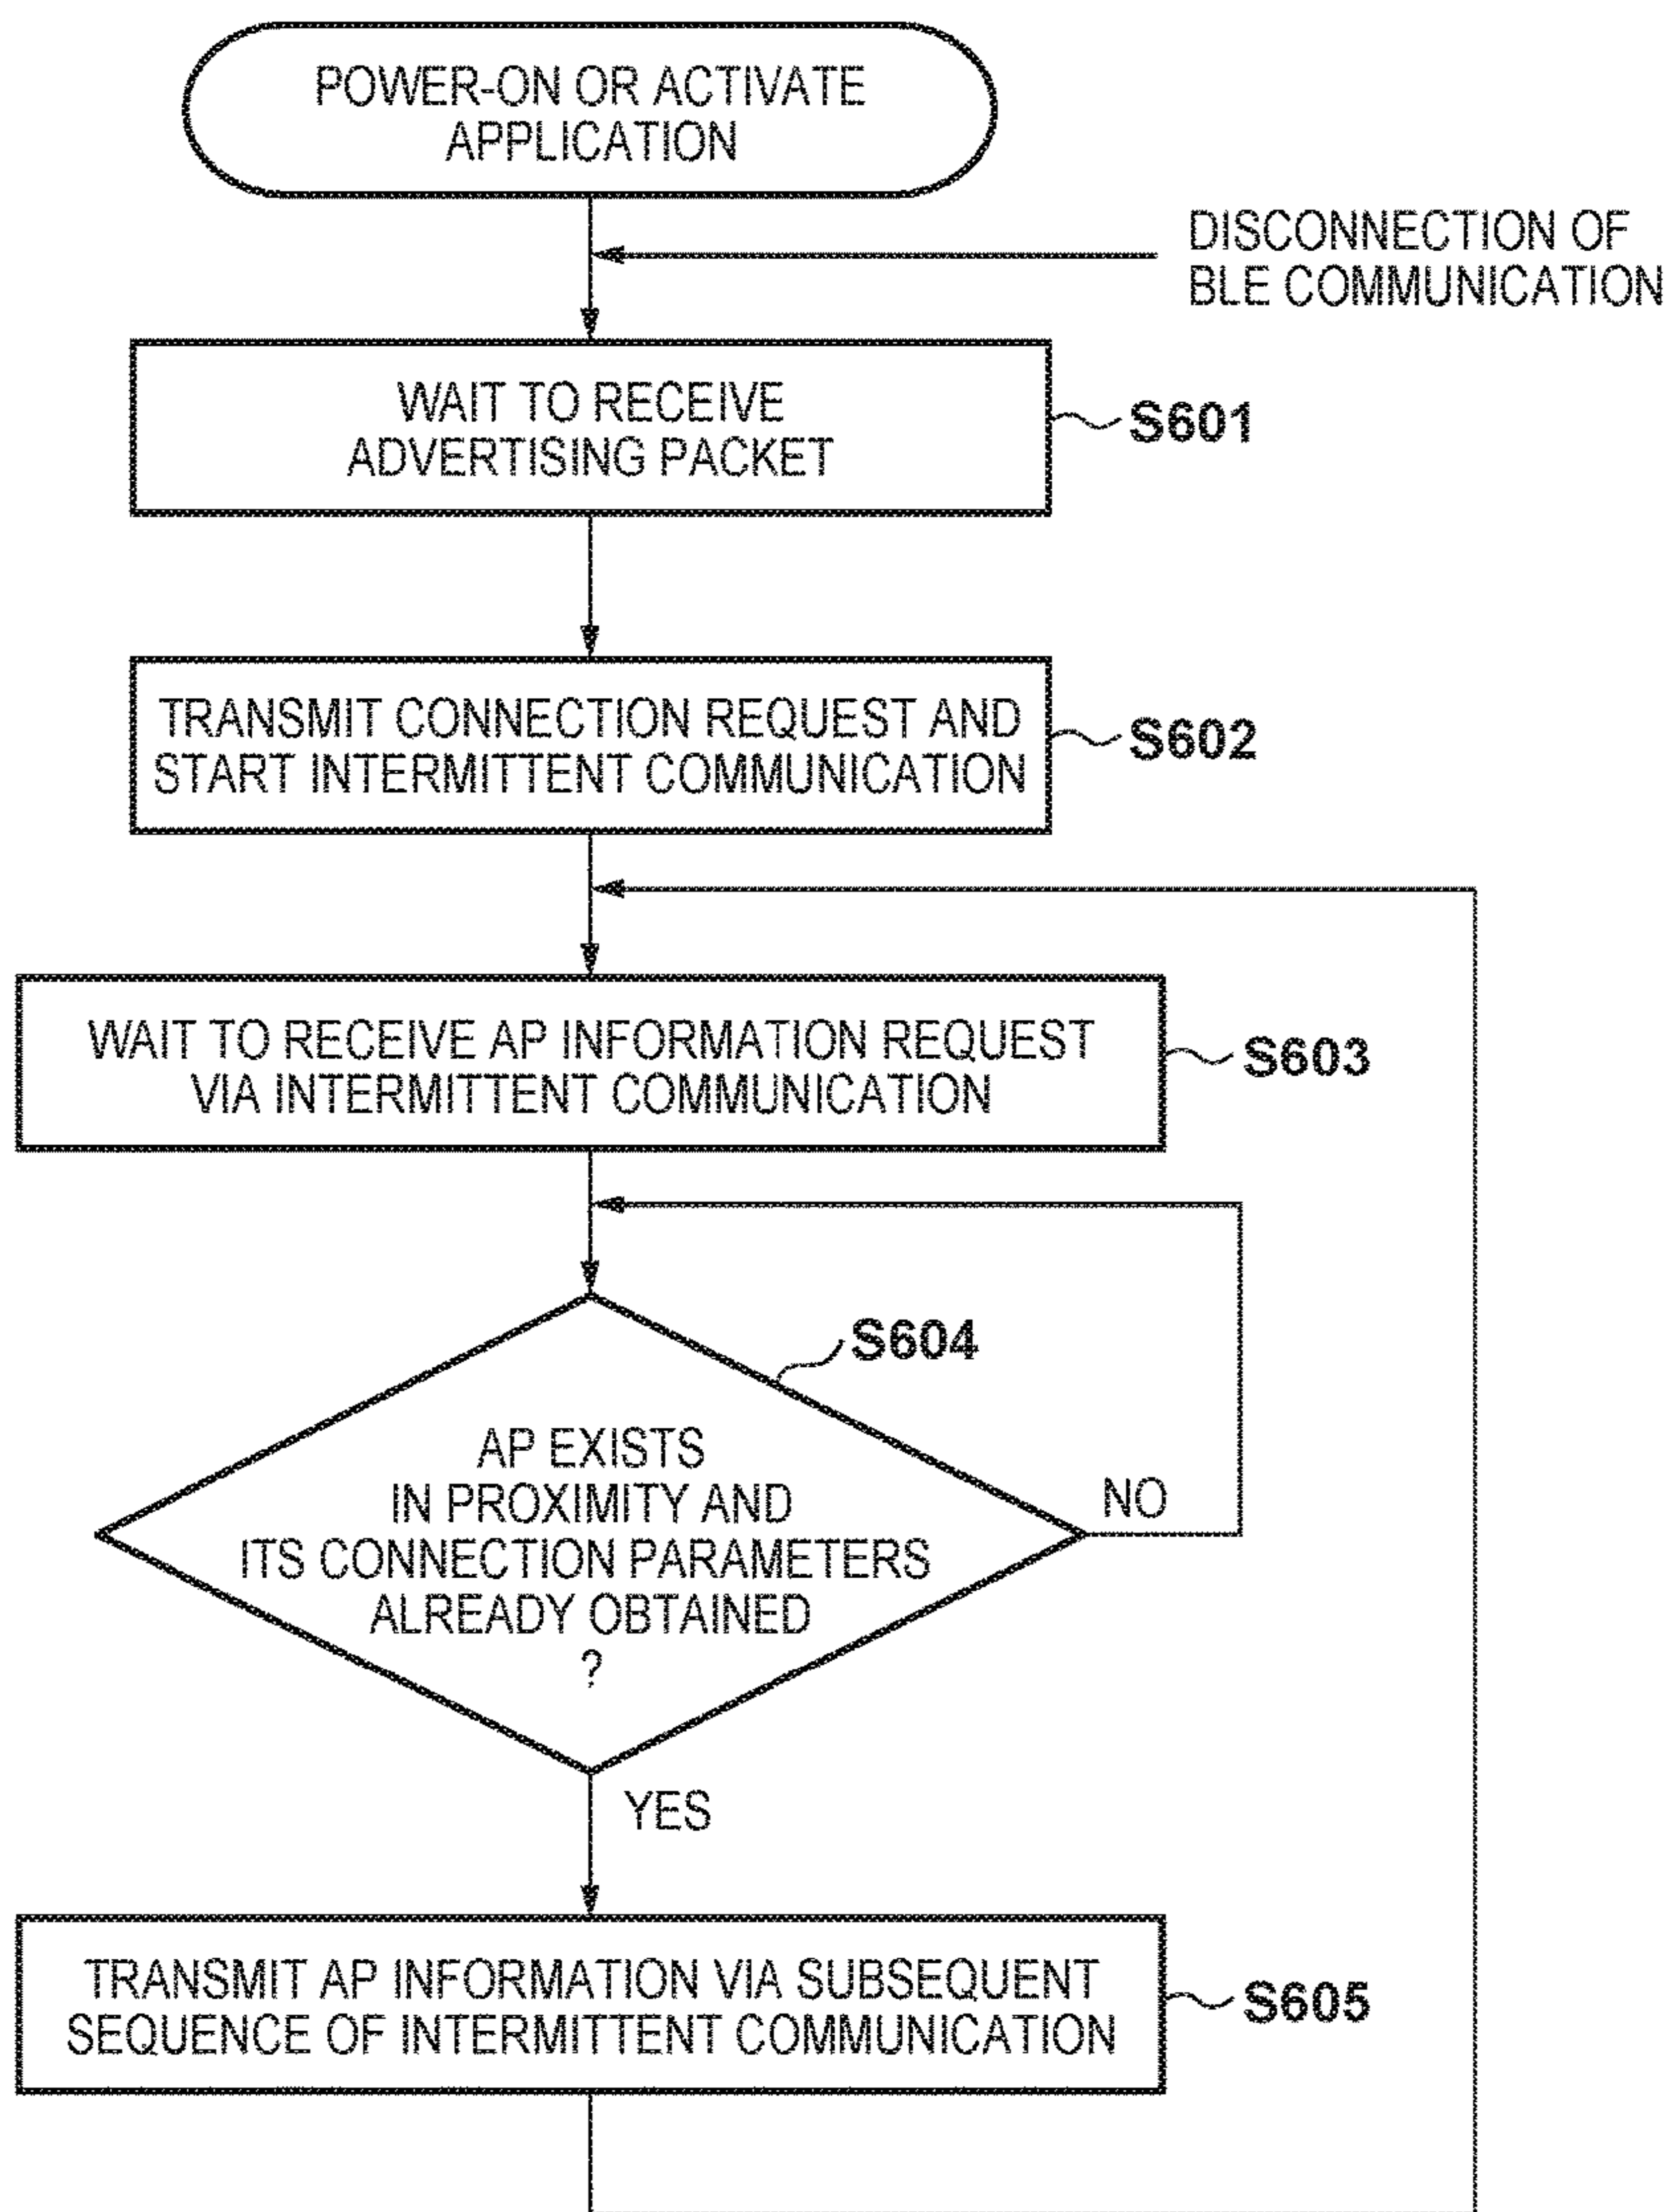 POWER-ON OR ACTIVATE
APPLICATION
DISCONNECTION OF
BLE COMMUNICATION
WAIT TO RECEIVE
ADVERTISING PACKET
S601
TRANSMIT CONNECTION REQUEST AND
START INTERMITTENT COMMUNICATION
S602
WAIT TO RECEIVE AP INFORMATION REQUEST
VIA INTERMITTENT COMMUNICATION
S603
S604
AP EXISTS
IN PROXIMITY AND
ITS CONNECTION PARAMETERS
ALREADY OBTAINED
?
NO
YES
TRANSMIT AP INFORMATION VIA SUBSEQUENT
SEQUENCE OF INTERMITTENT COMMUNICATION
S605